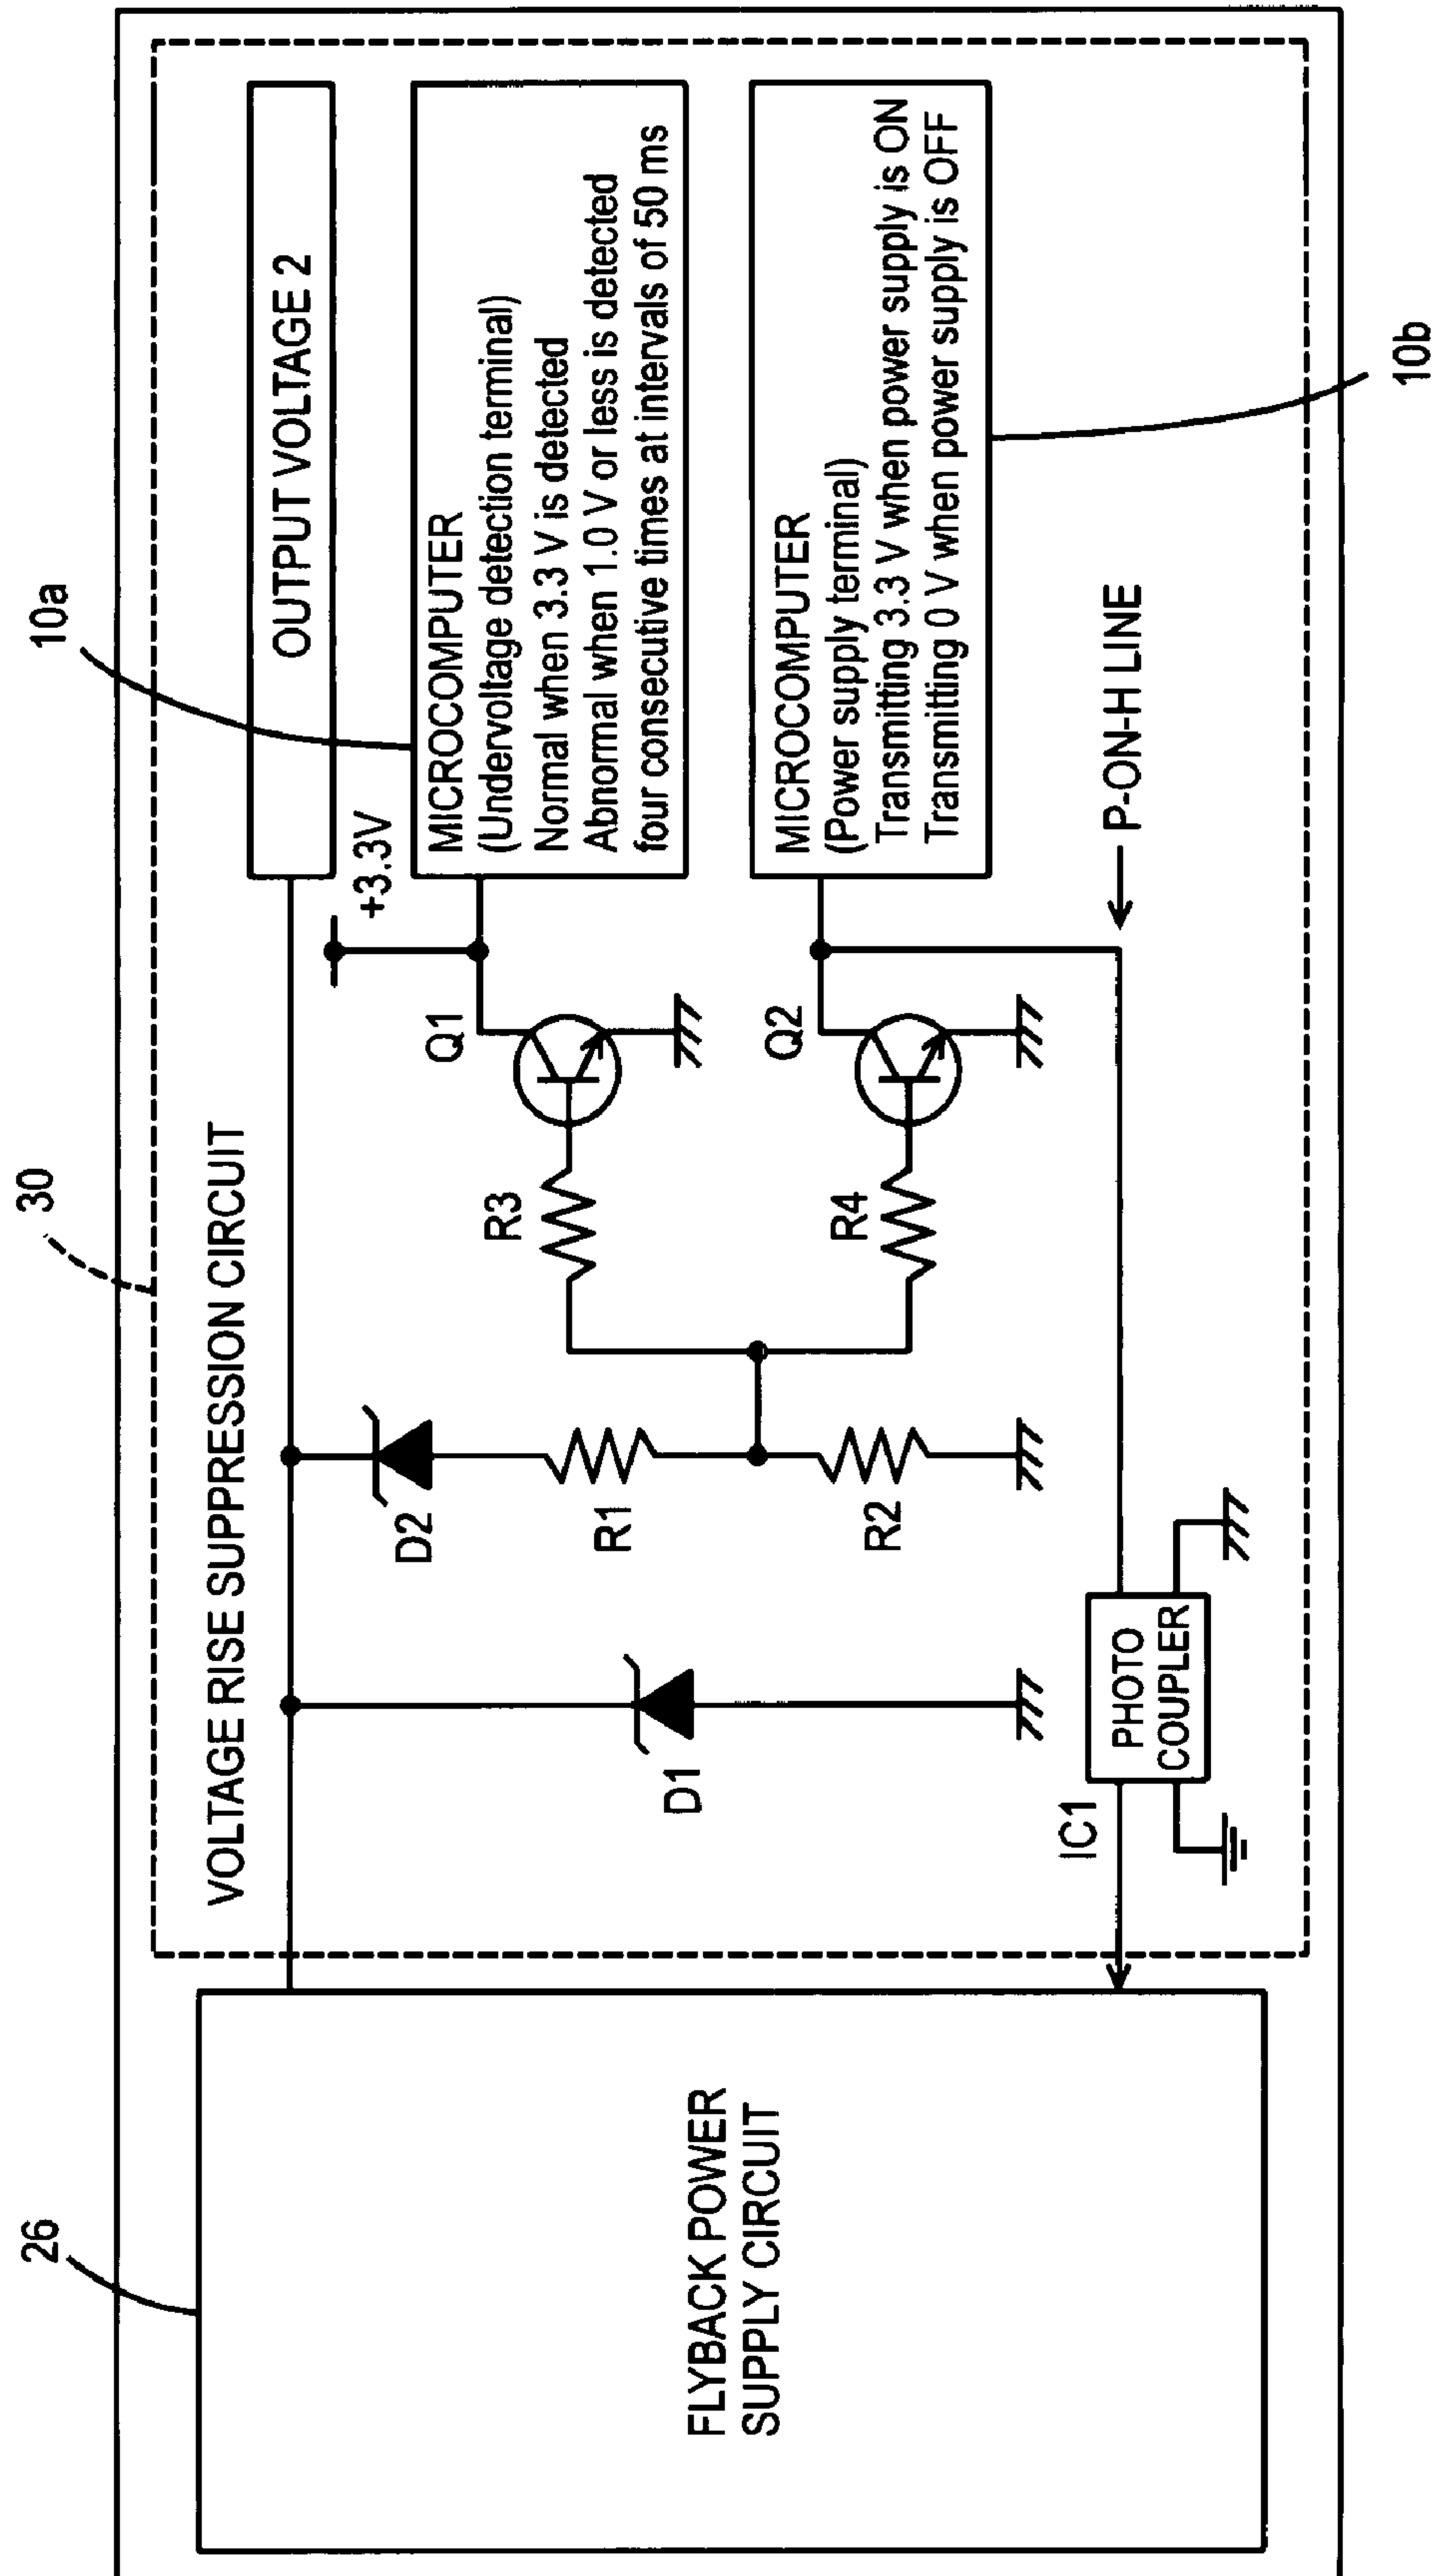 30
VOLTAGE RISE SUPPRESSION CIRCUIT
10a
OUTPUT VOLTAGE 2
+3.3V
MICROCOMPUTER
(Undervoltage detection terminal)
Normal when 3.3 V is detected
Abnormal when 1.0 V or less is detected
four consecutive times at intervals of 50 ms
MICROCOMPUTER
(Power supply terminal)
Transmitting 3.3 V when power supply is ON
Transmitting 0 V when power supply is OFF
10b
P-ON-H LINE
Q1
Q2
R3
R4
D2
R1
R2
D1
IC1
PHOTO
COUPLER
26
FLYBACK POWER
SUPPLY CIRCUIT